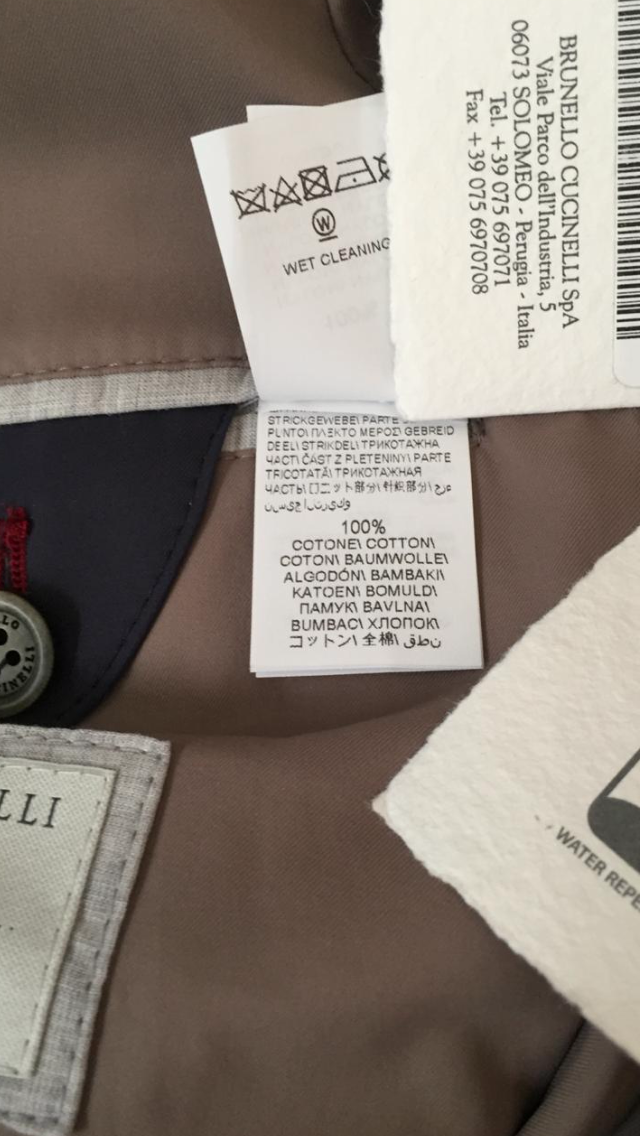 BRUNELLO CUCINELLI SpA
Viale Parco dell'Industria, 5
06073 SOLOMEO - Perugia - Italia
Tel. +39 075 697071
Fax +39 075 6970708
W
WET CLEANING
STRICKGEWEBE\ PARTE
PUNTO\ ΠΛΕΚΤΟ ΜΕΡΟΣ\ GEBREID
DEEL\ STRIKDEL\ ТРИКОТАЖНА
ЧАСТ\ ČÁST Z PLETENINY\ PARTE
TRICOTATĂ\ ТРИКОТАЖНАЯ
ЧАСТЬ\ ニット部分\ 针织部分\ جزء
نسيج التريكو
100%
COTONE\ COTTON\
COTON\ BAUMWOLLE\
ALGODÓN\ BAMBAKI\
KATOEN\ BOMULD\
ПАМУК\ BAVLNA\
BUMBAC\ ХЛОПОК\
コットン\ 全棉\ قطن
LLI
WATER REPE